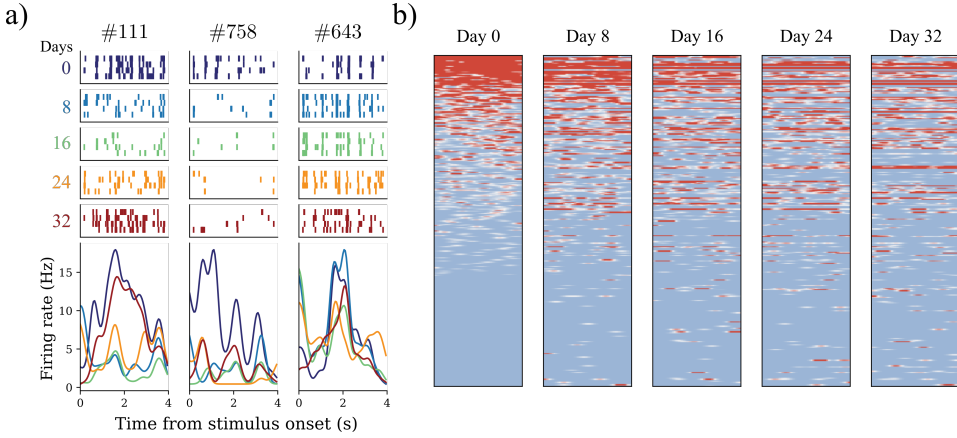 a)
#111 #758 #643
Days
0
8
16
24
32
Firing rate (Hz)
15
10
5
0
0 2 4 0 2 4 0 2 4
Time from stimulus onset (s)
b)
Day 0 Day 8 Day 16 Day 24 Day 32